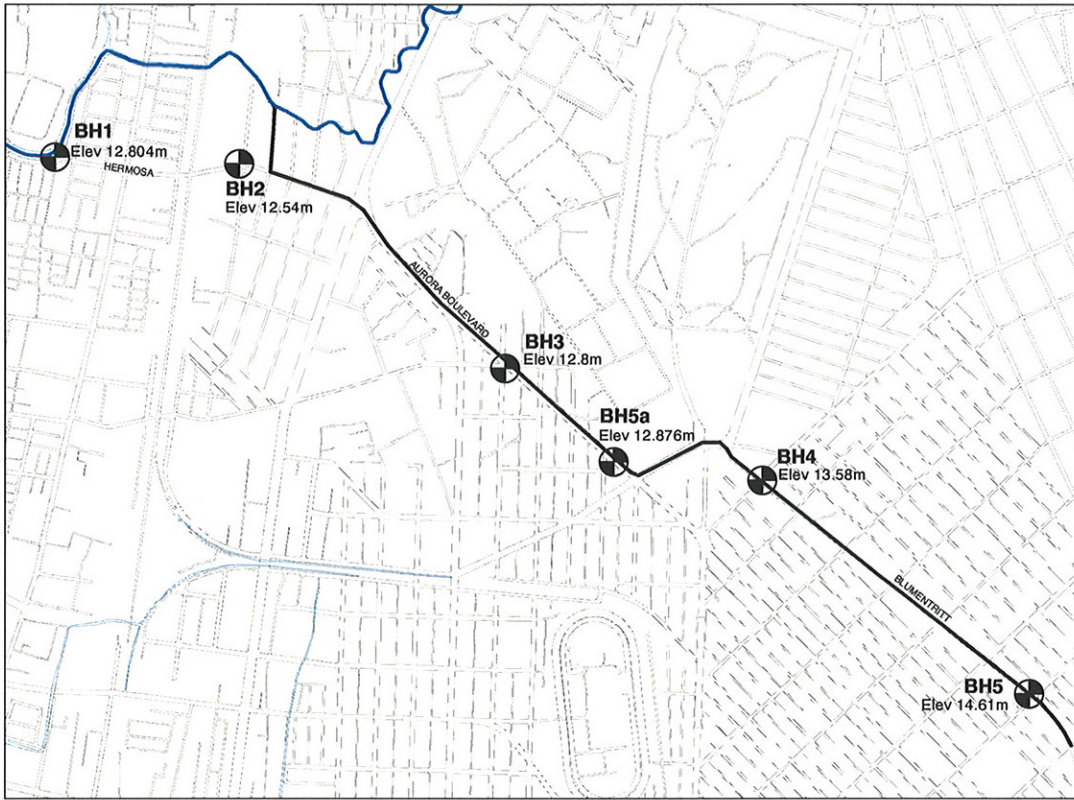 BH1
Elev 12.804m
HERMOSA
BH2
Elev 12.54m
AURORA BOULEVARD
BH3
Elev 12.8m
BH5a
Elev 12.876m
BH4
Elev 13.58m
BLUMENTRITT
BH5
Elev 14.61m